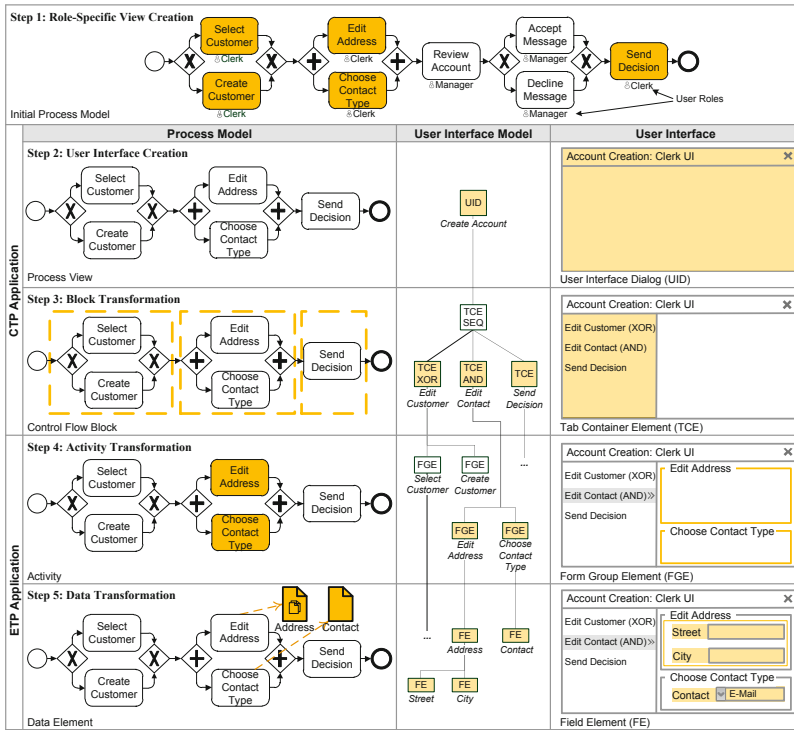 Step 1: Role-Specific View Creation
Select
Customer
Clerk
Create
Customer
Clerk
Edit
Address
Clerk
Choose
Contact
Type
Clerk
Review
Account
Manager
Accept
Message
Manager
Decline
Message
Manager
Send
Decision
Clerk
User Roles
Initial Process Model
Process Model
User Interface Model
User Interface
CTP Application
Step 2: User Interface Creation
Select
Customer
Create
Customer
Edit
Address
Choose
Contact
Type
Send
Decision
Process View
UID
Create Account
Account Creation: Clerk UI
User Interface Dialog (UID)
Step 3: Block Transformation
Select
Customer
Create
Customer
Edit
Address
Choose
Contact
Type
Send
Decision
Control Flow Block
TCE
SEQ
TCE
XOR
Edit
Customer
TCE
AND
Edit
Contact
TCE
Send
Decision
...
Account Creation: Clerk UI
Edit Customer (XOR)
Edit Contact (AND)
Send Decision
Tab Container Element (TCE)
ETP Application
Step 4: Activity Transformation
Select
Customer
Create
Customer
Edit
Address
Choose
Contact
Type
Send
Decision
Activity
FGE
Select
Customer
FGE
Create
Customer
FGE
Edit
Address
FGE
Choose
Contact
Type
Account Creation: Clerk UI
Edit Customer (XOR)
Edit Contact (AND)»
Send Decision
Edit Address
Choose Contact Type
Form Group Element (FGE)
Step 5: Data Transformation
Select
Customer
Create
Customer
Edit
Address
Choose
Contact
Type
Address
Contact
Send
Decision
Data Element
...
FE
Address
FE
Contact
FE
Street
FE
City
Account Creation: Clerk UI
Edit Customer (XOR)
Edit Contact (AND)»
Send Decision
Edit Address
Street
City
Choose Contact Type
Contact
E-Mail
Field Element (FE)